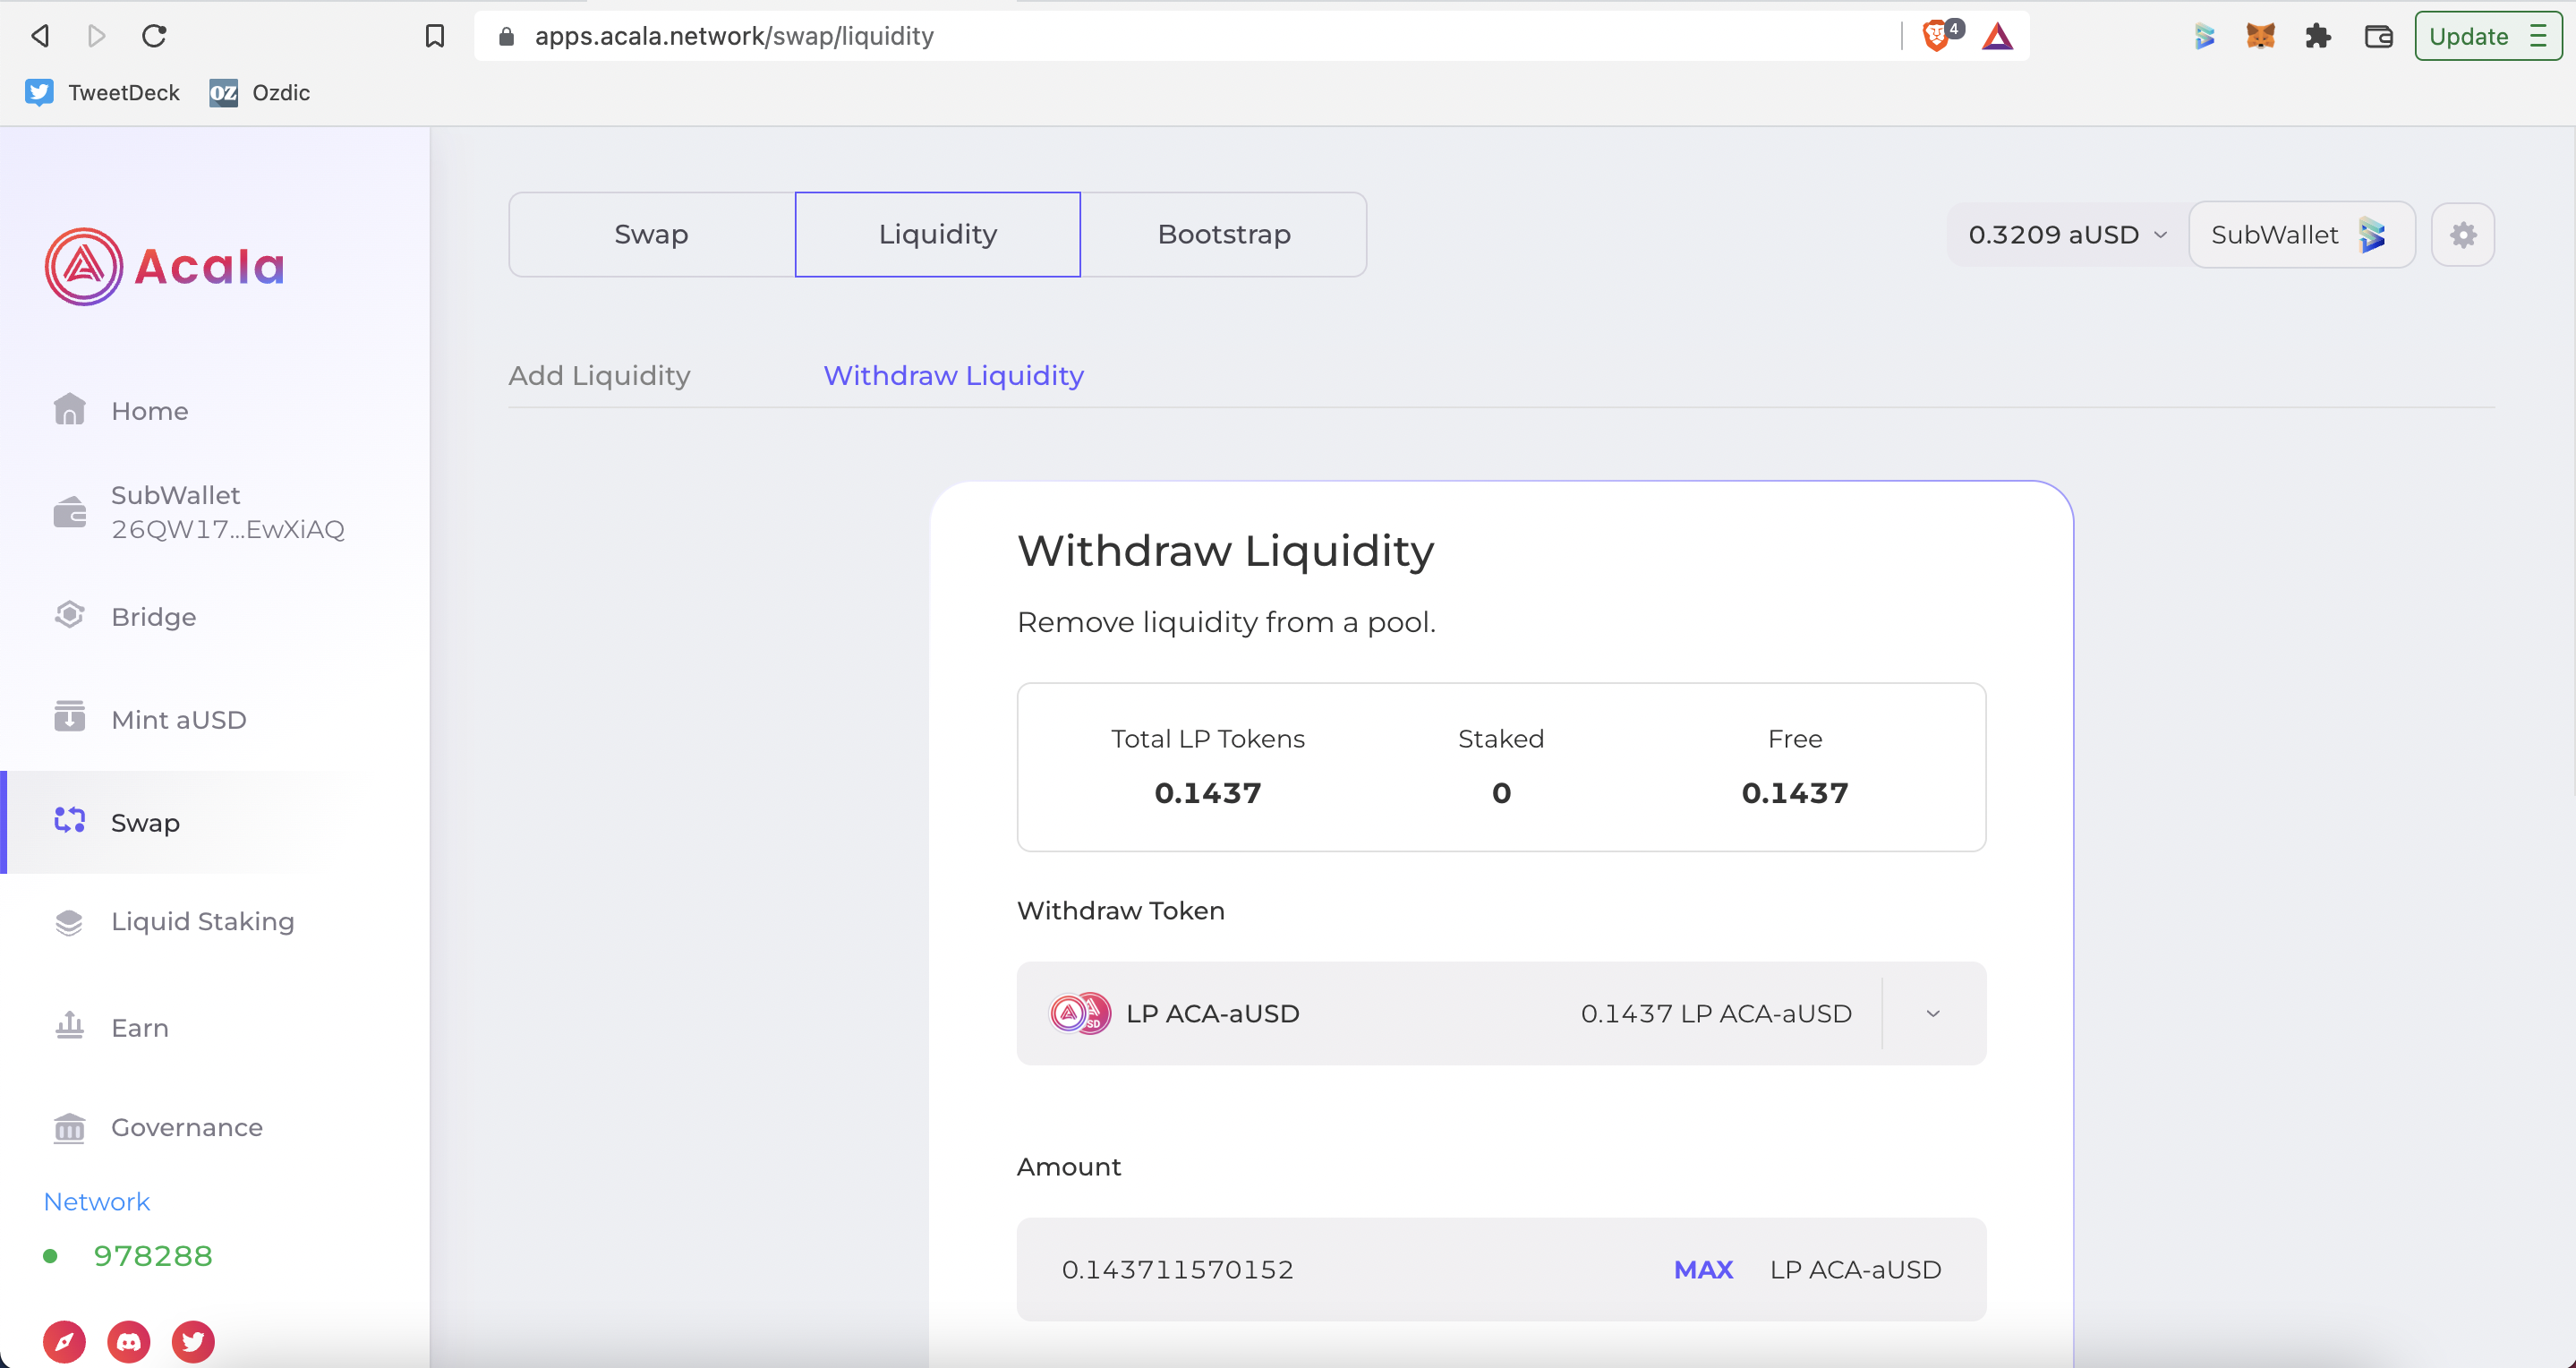 apps.acala.network/swap/liquidity
4
Update
TweetDeck
OZ
Ozdic
Acala
Swap
Liquidity
Bootstrap
0.3209 aUSD
SubWallet
Add Liquidity
Withdraw Liquidity
Home
SubWallet
26QW17...EwXiAQ
Bridge
Mint aUSD
Swap
Liquid Staking
Earn
Governance
Network
978288
Withdraw Liquidity
Remove liquidity from a pool.
Total LP Tokens
Staked
Free
0.1437
0
0.1437
Withdraw Token
LP ACA-aUSD
0.1437 LP ACA-aUSD
Amount
0.143711570152
MAX
LP ACA-aUSD